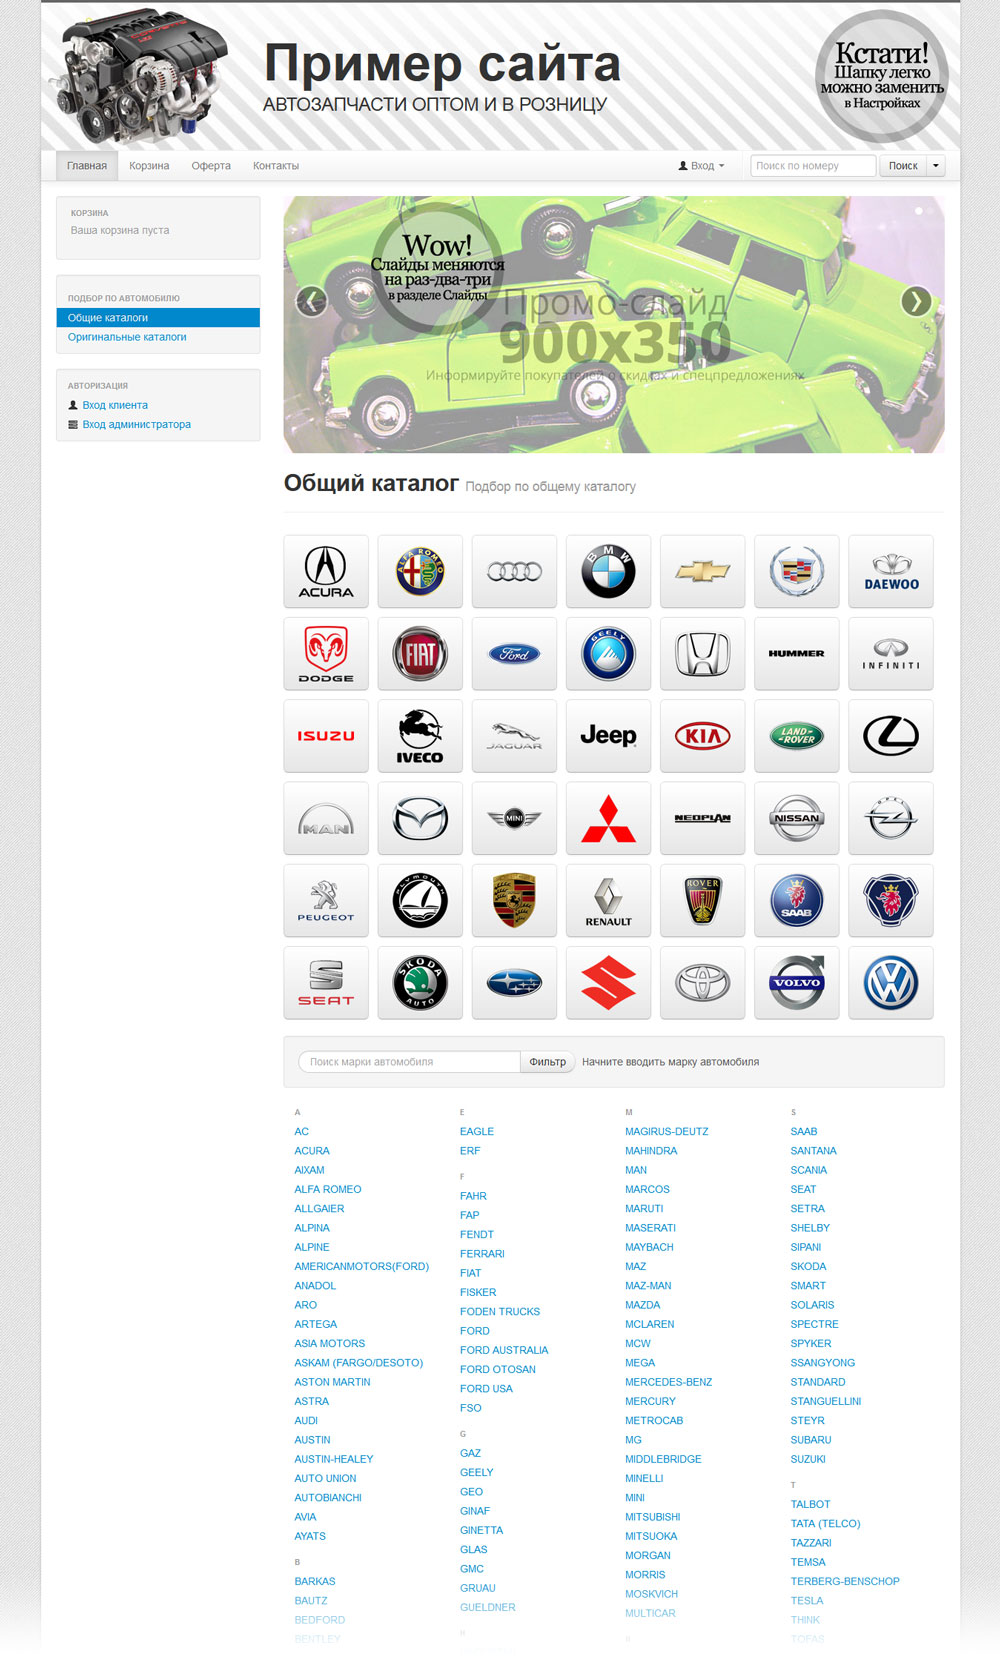 Пример сайта
АВТОЗАПЧАСТИ ОПТОМ И В РОЗНИЦУ
Кстати!
Шапку легко
можно заменить
в Настройках
Главная Корзина Оферта Контакты Вход Поиск по номеру Поиск
КОРЗИНА
Ваша корзина пуста
ПОДБОР ПО АВТОМОБИЛЮ
Общие каталоги
Оригинальные каталоги
АВТОРИЗАЦИЯ
Вход клиента
Вход администратора
Wow!
Слайды меняются
на раз-два-три
в разделе Слайды
Промо-слайд
900x350
Информируйте покупателей о скидках и спецпредложениях
Общий каталог Подбор по общему каталогу
ACURA ALFA ROMEO BMW DAEWOO
DODGE FIAT Ford GEELY HUMMER INFINITI
ISUZU IVECO JAGUAR Jeep KIA LAND-ROVER
MAN MINI NEOPLAN NISSAN OPEL
PEUGEOT PLYMOUTH RENAULT ROVER SAAB
SEAT SKODA AUTO VOLVO
Поиск марки автомобиля Фильтр Начните вводить марку автомобиля
A
AC
ACURA
AIXAM
ALFA ROMEO
ALLGAIER
ALPINA
ALPINE
AMERICANMOTORS(FORD)
ANADOL
ARO
ARTEGA
ASIA MOTORS
ASKAM (FARGO/DESOTO)
ASTON MARTIN
ASTRA
AUDI
AUSTIN
AUSTIN-HEALEY
AUTO UNION
AUTOBIANCHI
AVIA
AYATS
B
BARKAS
BAUTZ
BEDFORD
BENTLEY
E
EAGLE
ERF
F
FAHR
FAP
FENDT
FERRARI
FIAT
FISKER
FODEN TRUCKS
FORD
FORD AUSTRALIA
FORD OTOSAN
FORD USA
FSO
G
GAZ
GEELY
GEO
GINAF
GINETTA
GLAS
GMC
GRUAU
GUELDNER
H
M
MAGIRUS-DEUTZ
MAHINDRA
MAN
MARCOS
MARUTI
MASERATI
MAYBACH
MAZ
MAZ-MAN
MAZDA
MCLAREN
MCW
MEGA
MERCEDES-BENZ
MERCURY
METROCAB
MG
MIDDLEBRIDGE
MINELLI
MINI
MITSUBISHI
MITSUOKA
MORGAN
MORRIS
MOSKVICH
MULTICAR
S
SAAB
SANTANA
SCANIA
SEAT
SETRA
SHELBY
SIPANI
SKODA
SMART
SOLARIS
SPECTRE
SPYKER
SSANGYONG
STANDARD
STANGUELLINI
STEYR
SUBARU
SUZUKI
T
TALBOT
TATA (TELCO)
TAZZARI
TEMSA
TERBERG-BENSCHOP
TESLA
THINK
TOFAS